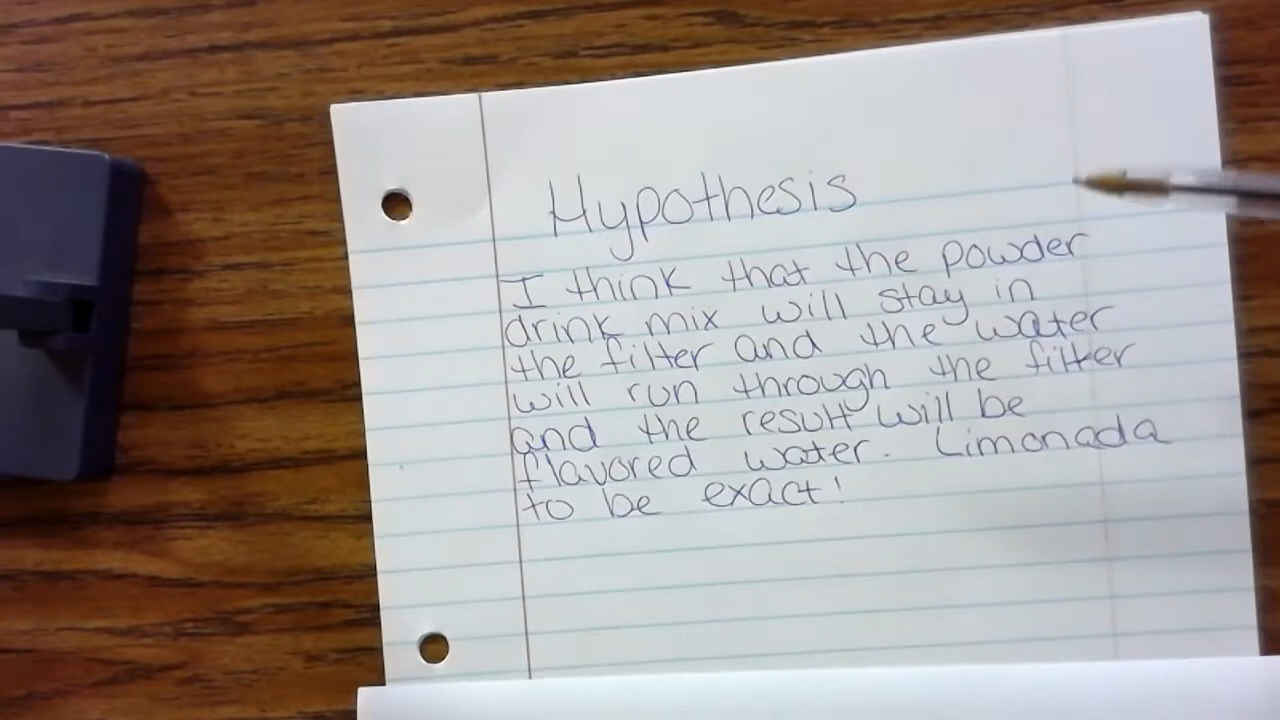 Hypothesis
I think that the powder
drink mix will stay in
the filter and the water
will run through the filter
and the result will be
flavored water. Limonada
to be exact!